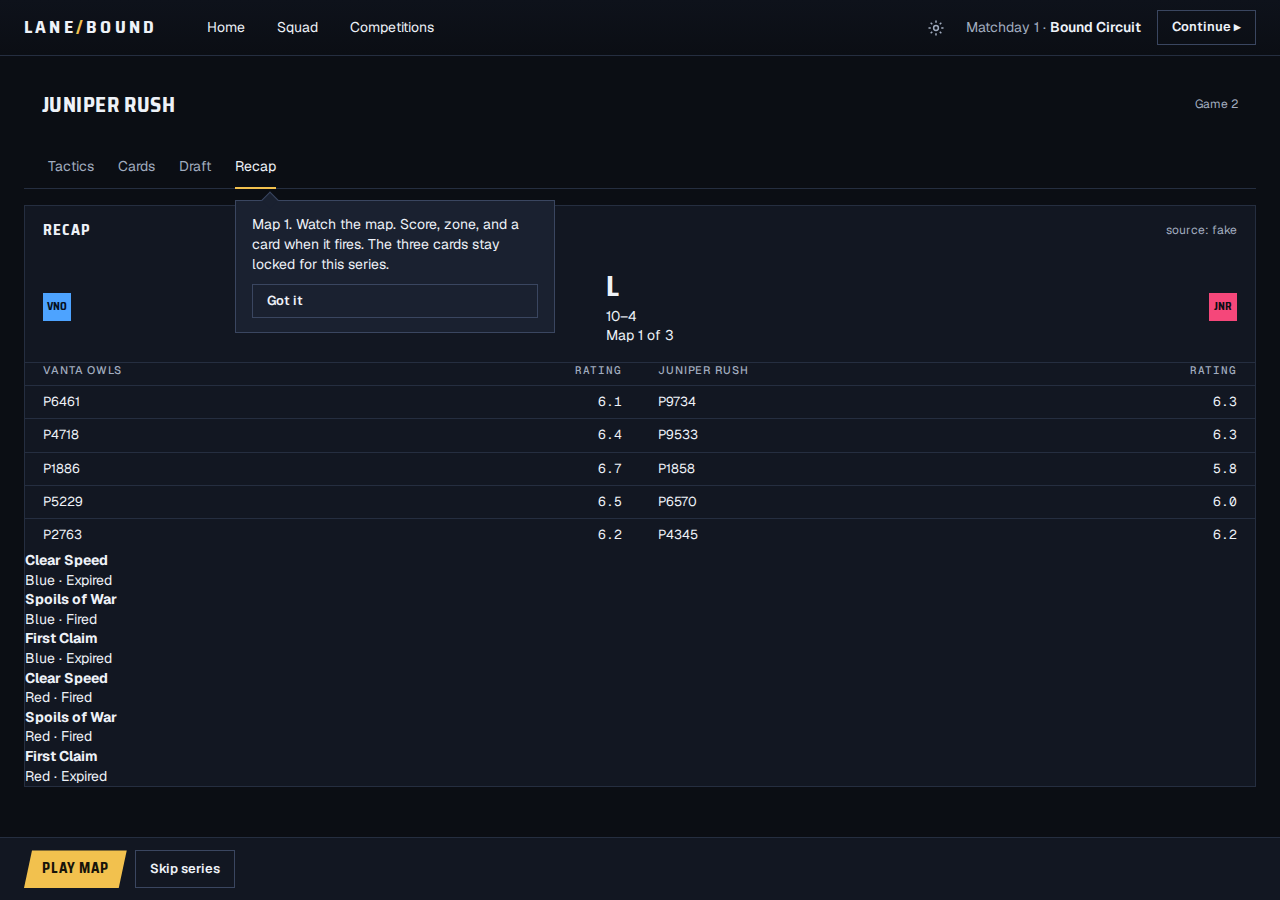 LANE/BOUND
Home
Squad
Competitions
Matchday 1 · Bound Circuit
Continue ▸
JUNIPER RUSH
Game 2
Tactics
Cards
Draft
Recap
RECAP
source: fake
Map 1. Watch the map. Score, zone, and a
card when it fires. The three cards stay
locked for this series.
Got it
VNO
L
10–4
Map 1 of 3
JNR
VANTA OWLS RATING JUNIPER RUSH RATING
P6461 6.1 P9734 6.3
P4718 6.4 P9533 6.3
P1886 6.7 P1858 5.8
P5229 6.5 P6570 6.0
P2763 6.2 P4345 6.2
Clear Speed
Blue · Expired
Spoils of War
Blue · Fired
First Claim
Blue · Expired
Clear Speed
Red · Fired
Spoils of War
Red · Fired
First Claim
Red · Expired
PLAY MAP
Skip series